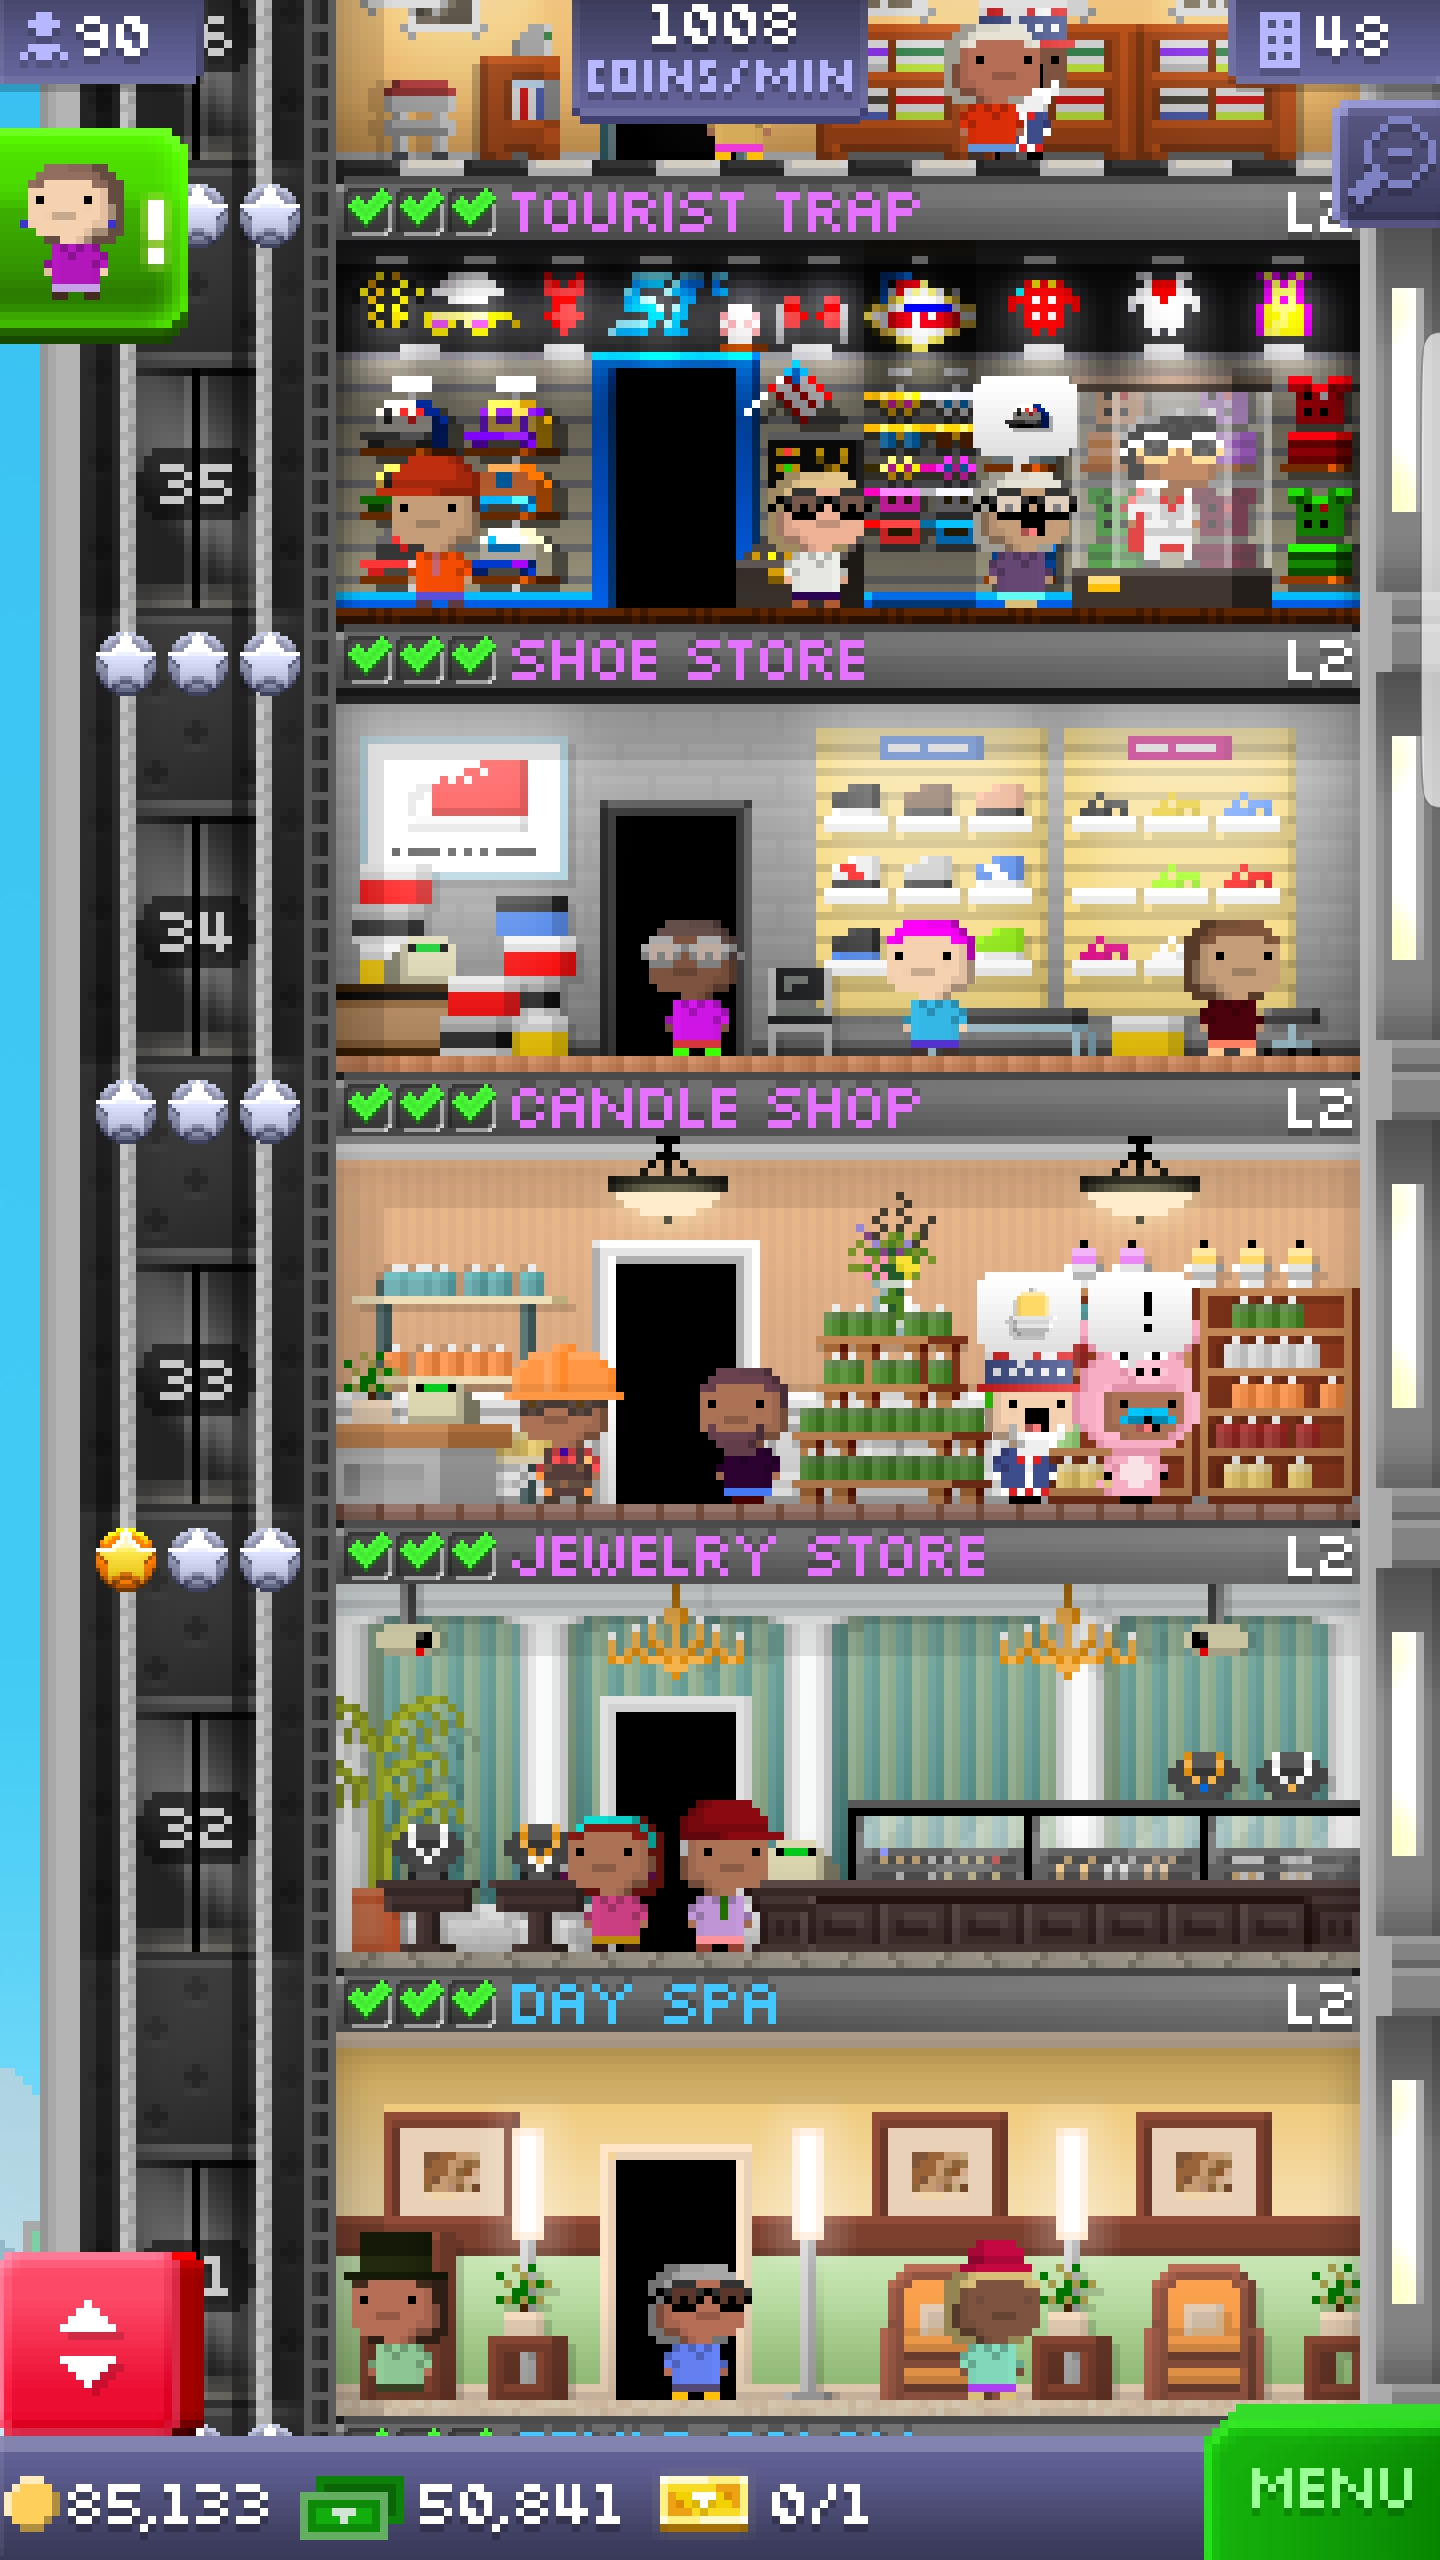 90
6
1008
COINS/MIN
48
TOURIST TRAP
!
35
SHOE STORE L2
34
CANDLE SHOP L2
!
33
JEWELRY STORE L2
32
DAY SPA L2
85,133 50,841 0/1
MENU